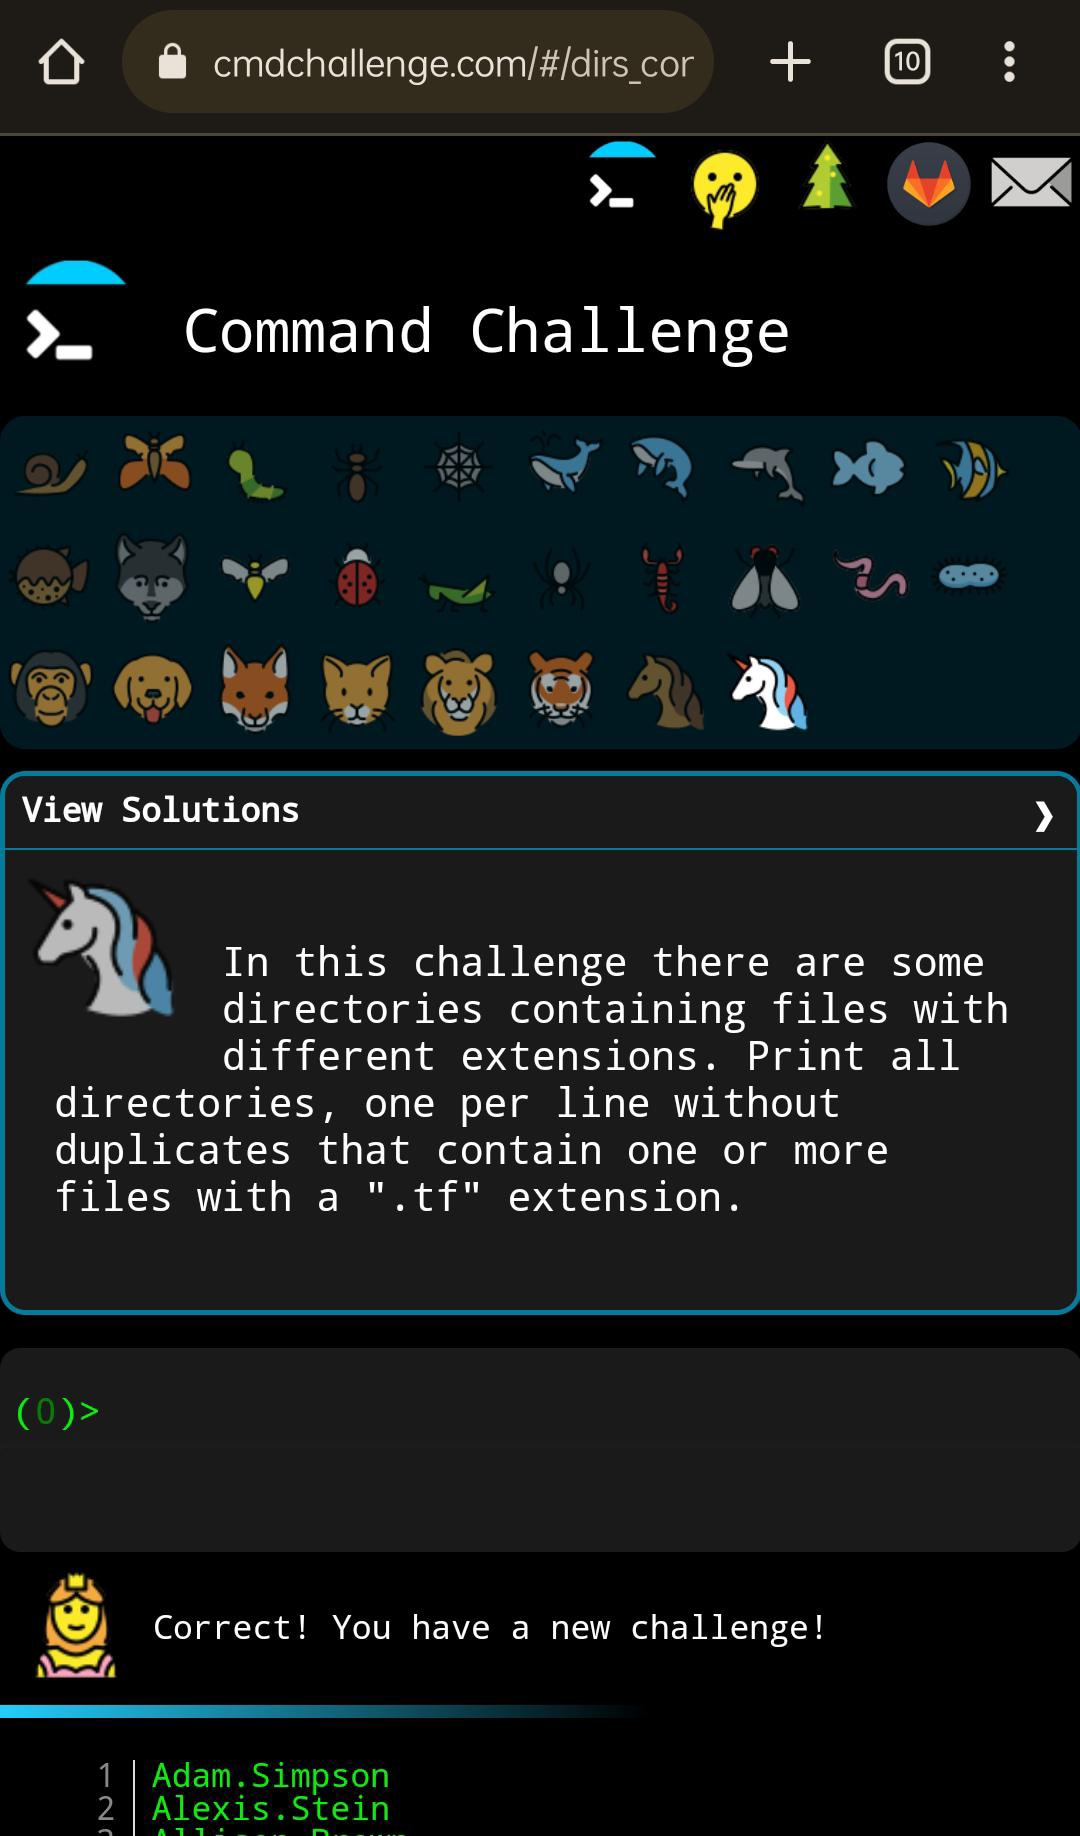 cmdchallenge.com/#/dirs_cor
10
Command Challenge
View Solutions
In this challenge there are some
directories containing files with
different extensions. Print all
directories, one per line without
duplicates that contain one or more
files with a ".tf" extension.
(0)>
Correct! You have a new challenge!
1 Adam.Simpson
2 Alexis.Stein